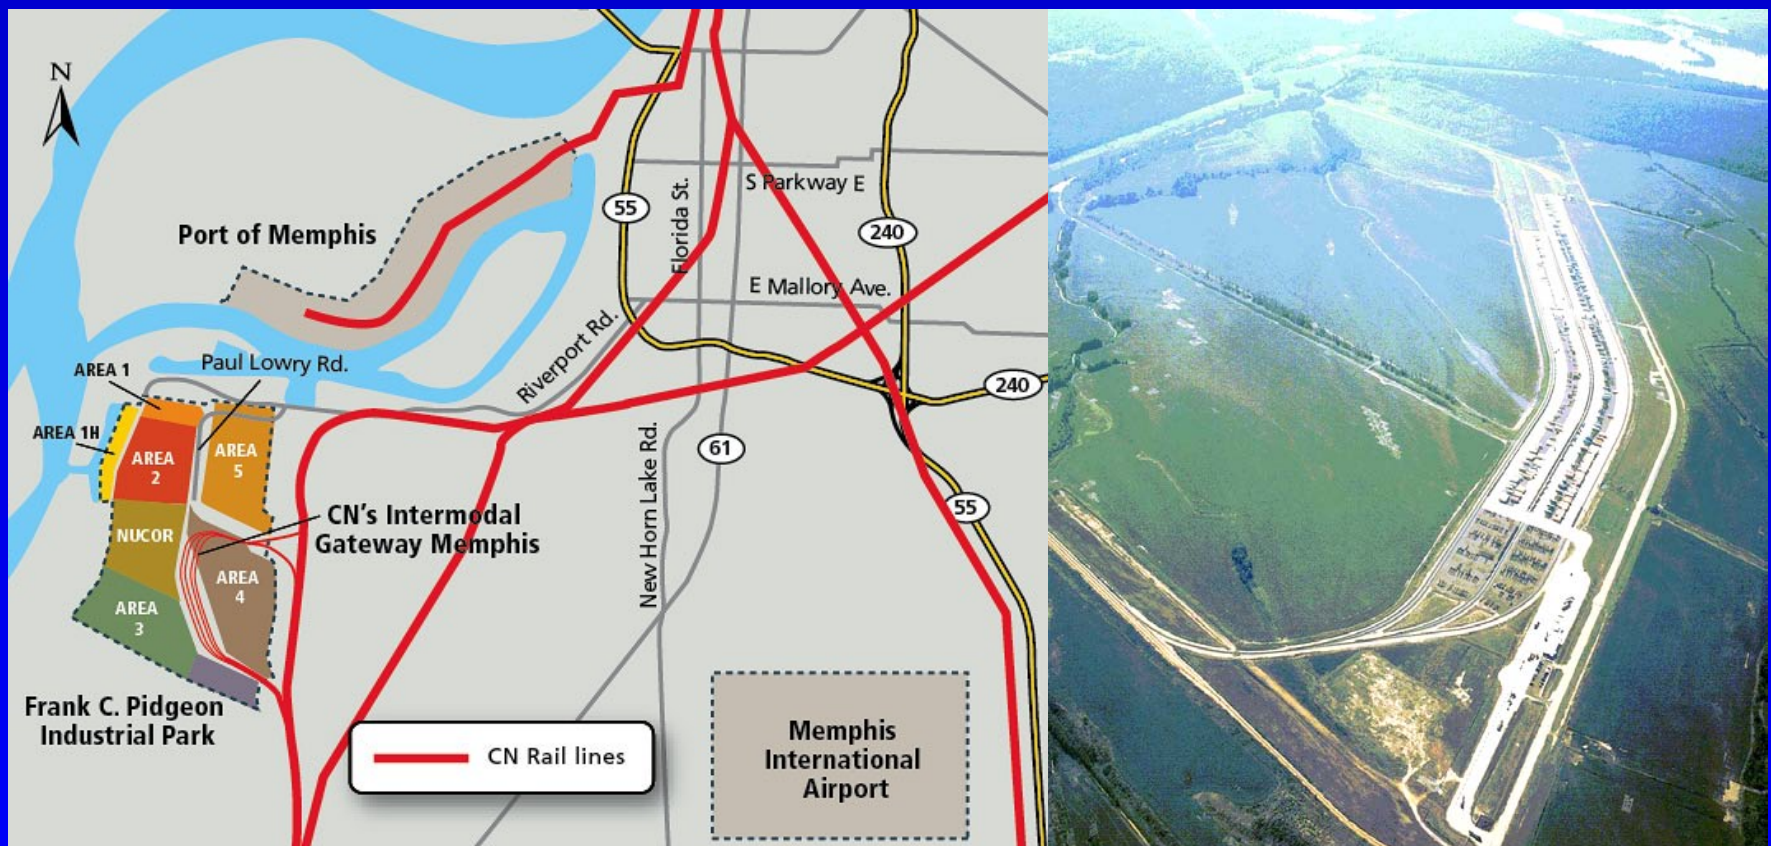 N
55
Florida St.
S Parkway E
240
Port of Memphis
E Mallory Ave.
Riverport Rd.
Paul Lowry Rd.
AREA 1
240
AREA 1H
AREA
2
AREA
5
61
New Horn Lake Rd.
55
CN's Intermodal
Gateway Memphis
NUCOR
AREA
4
AREA
3
Frank C. Pidgeon
Industrial Park
CN Rail lines
Memphis
International
Airport